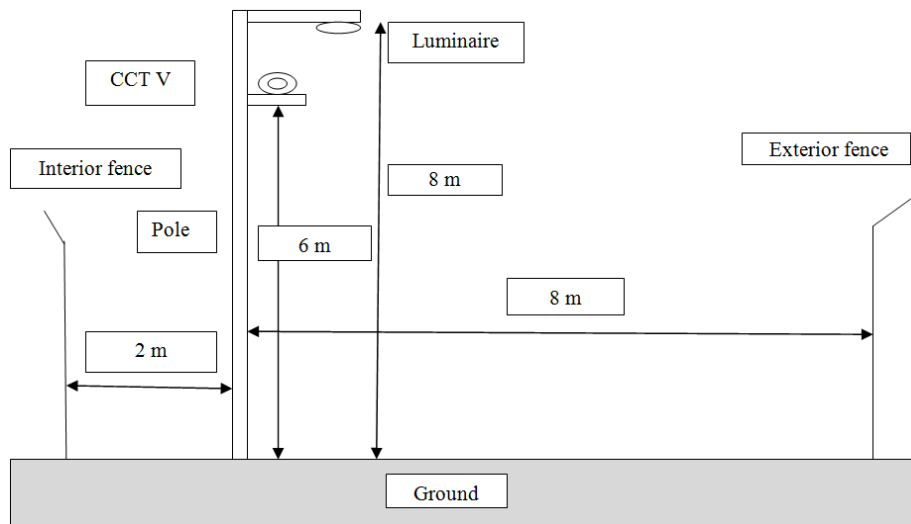 Luminaire
CCT V
Exterior fence
Interior fence
8 m
Pole
6 m
8 m
2 m
Ground